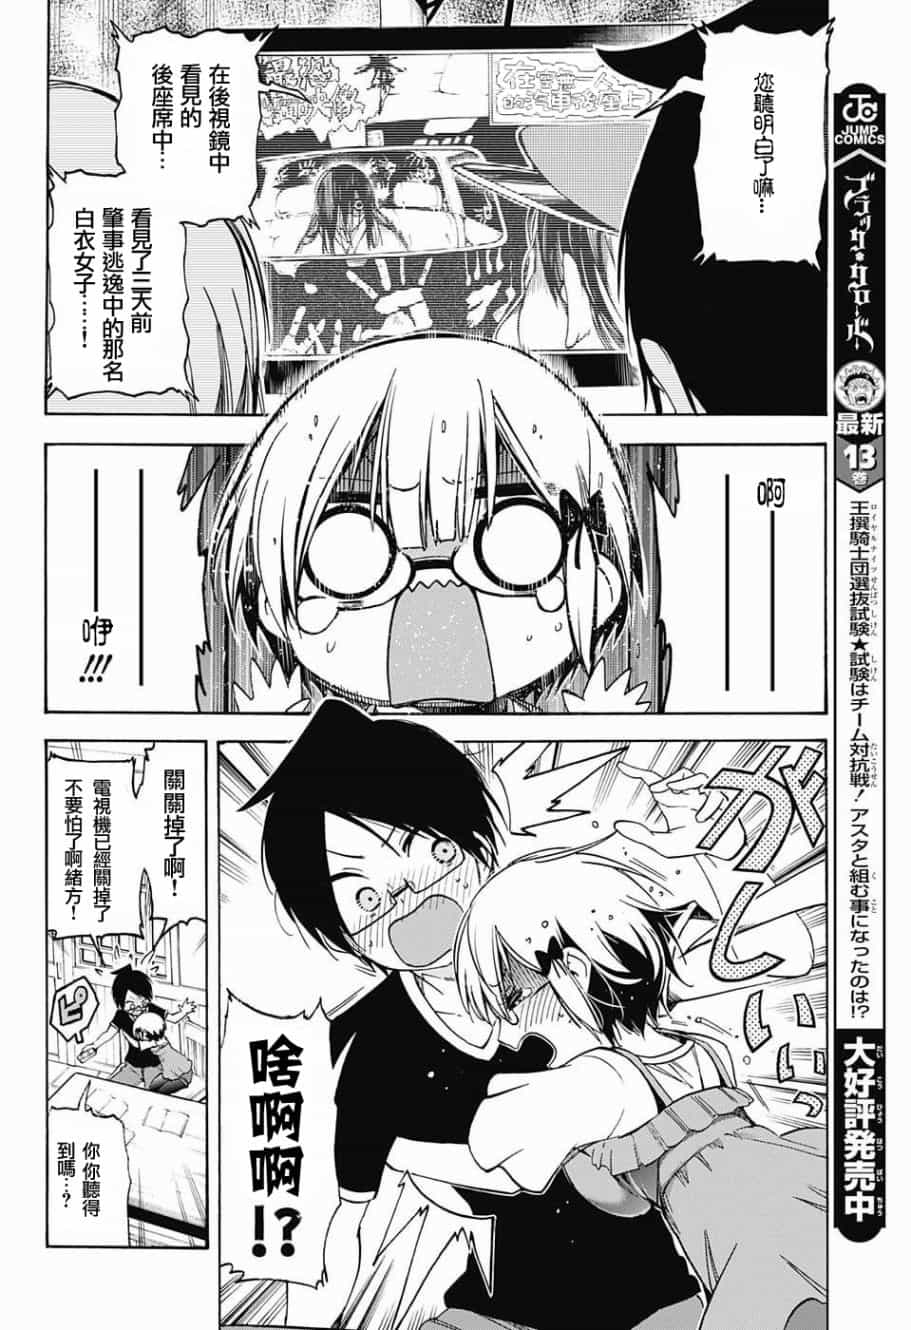 您聽明白了嘛…
在後視鏡中
看見的
後座席中…
看見了三天前
肇事逃逸中的那名
白衣女子……！
啊
咿
!!!
がしいいっ
啥啊啊!?
關關掉了啊！
電視機已經關掉了
不要怕了啊緒方！
ピッ
你你聽得
到嗎…？
JC
JUMP
COMICS
ブラック・クローバー
最新
13
巻
王撰騎士団選抜試験★試験はチーム対抗戦！アスタと組む事になったのは!?
大好評発売中